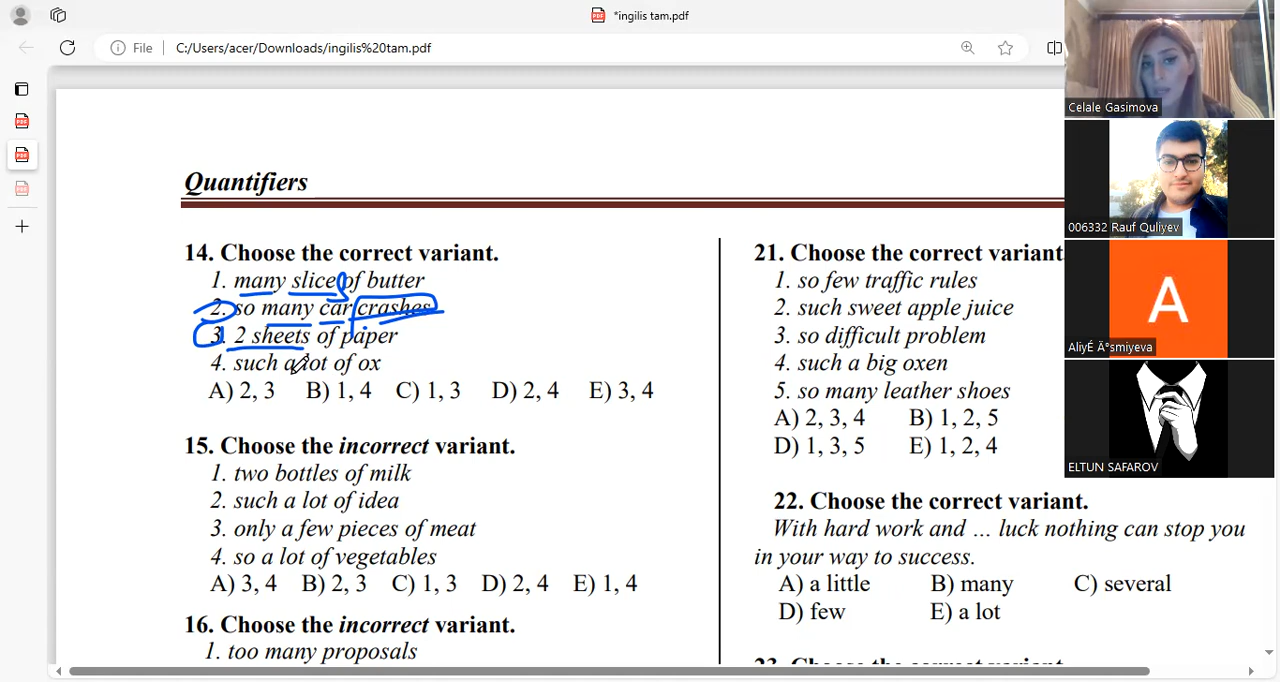 *ingilis tam.pdf
File C:/Users/acer/Downloads/ingilis%20tam.pdf
Quantifiers
14. Choose the correct variant.
1. many slice of butter
2. so many car crashes
3. 2 sheets of paper
4. such a lot of ox
A) 2, 3 B) 1, 4 C) 1, 3 D) 2, 4 E) 3, 4
15. Choose the incorrect variant.
1. two bottles of milk
2. such a lot of idea
3. only a few pieces of meat
4. so a lot of vegetables
A) 3, 4 B) 2, 3 C) 1, 3 D) 2, 4 E) 1, 4
16. Choose the incorrect variant.
1. too many proposals
21. Choose the correct variant.
1. so few traffic rules
2. such sweet apple juice
3. so difficult problem
4. such a big oxen
5. so many leather shoes
A) 2, 3, 4 B) 1, 2, 5
D) 1, 3, 5 E) 1, 2, 4
22. Choose the correct variant.
With hard work and ... luck nothing can stop you
in your way to success.
A) a little B) many C) several
D) few E) a lot
Celale Gasimova
006332 Rauf Quliyev
A
AliyÉ Ä°smiyeva
ELTUN SAFAROV